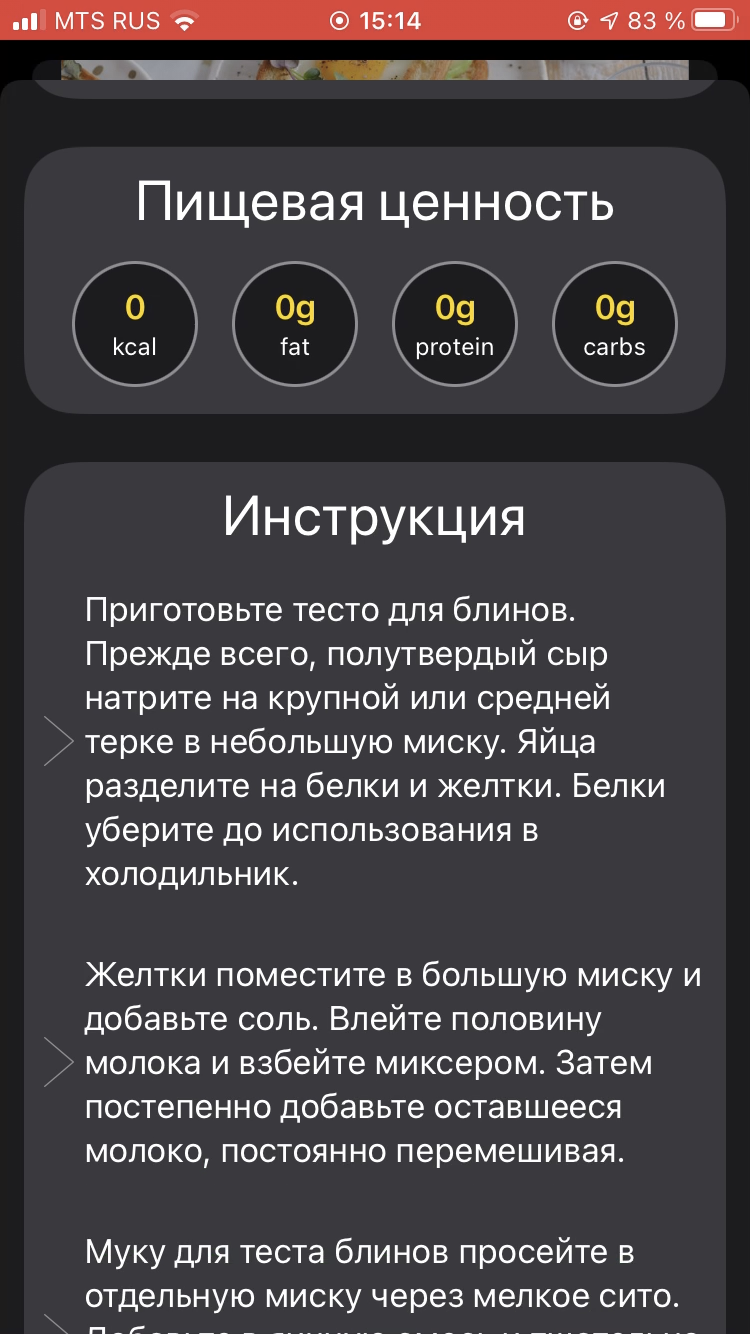 MTS RUS 15:14 83 %
Пищевая ценность
0 0g 0g 0g
kcal fat protein carbs
Инструкция
Приготовьте тесто для блинов.
Прежде всего, полутвердый сыр
натрите на крупной или средней
терке в небольшую миску. Яйца
разделите на белки и желтки. Белки
уберите до использования в
холодильник.
Желтки поместите в большую миску и
добавьте соль. Влейте половину
молока и взбейте миксером. Затем
постепенно добавьте оставшееся
молоко, постоянно перемешивая.
Муку для теста блинов просейте в
отдельную миску через мелкое сито.